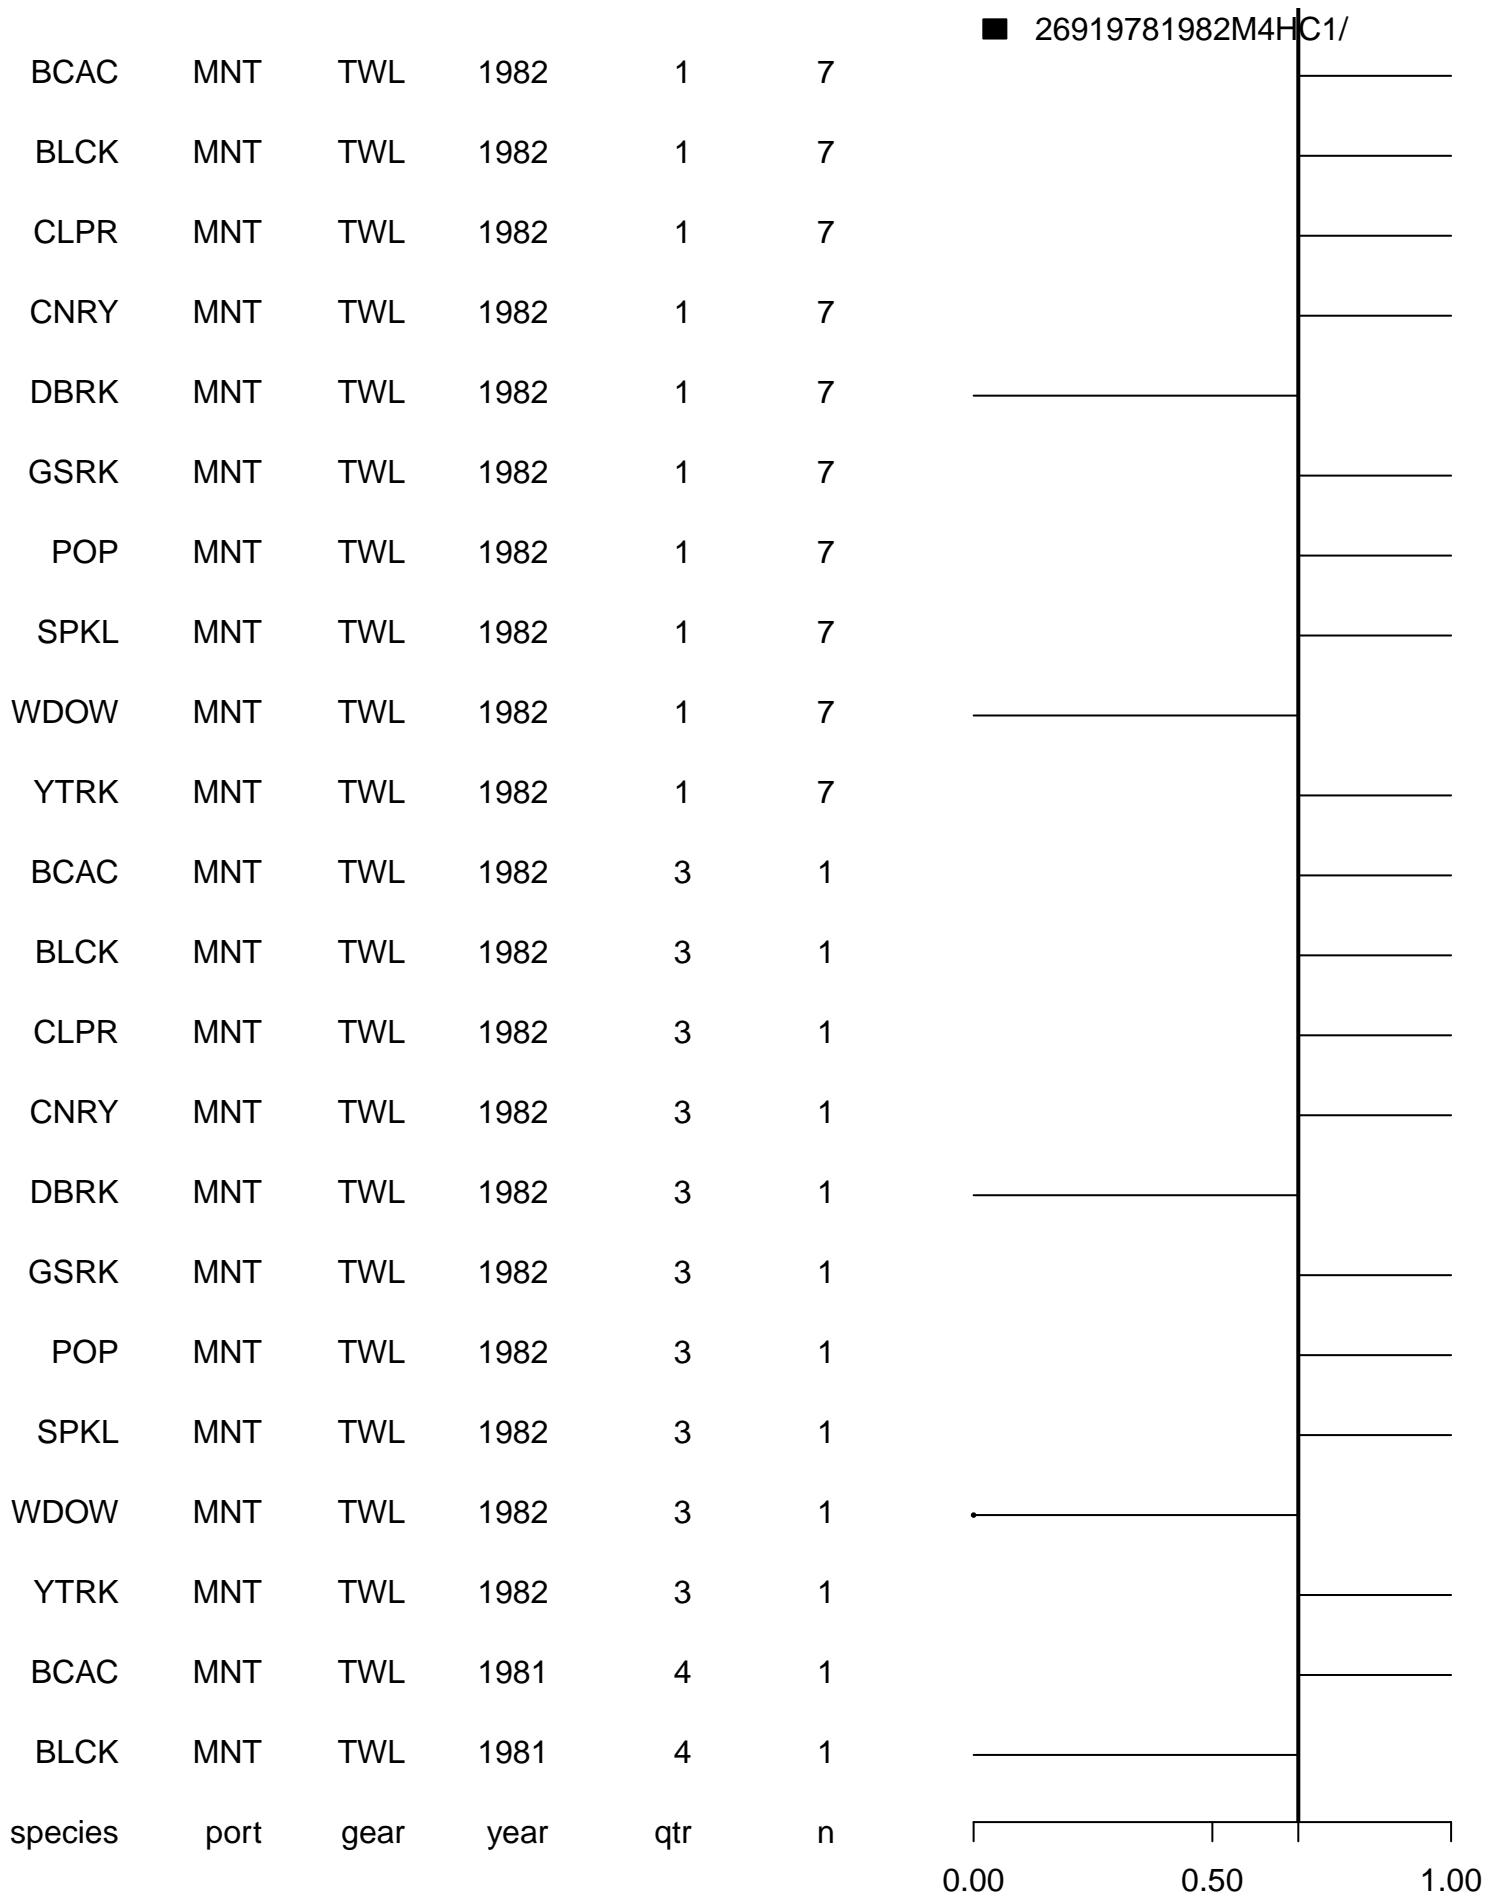 26919781982M4HC1/
BCAC MNT TWL 1982 1 7
BLCK MNT TWL 1982 1 7
CLPR MNT TWL 1982 1 7
CNRY MNT TWL 1982 1 7
DBRK MNT TWL 1982 1 7
GSRK MNT TWL 1982 1 7
POP MNT TWL 1982 1 7
SPKL MNT TWL 1982 1 7
WDOW MNT TWL 1982 1 7
YTRK MNT TWL 1982 1 7
BCAC MNT TWL 1982 3 1
BLCK MNT TWL 1982 3 1
CLPR MNT TWL 1982 3 1
CNRY MNT TWL 1982 3 1
DBRK MNT TWL 1982 3 1
GSRK MNT TWL 1982 3 1
POP MNT TWL 1982 3 1
SPKL MNT TWL 1982 3 1
WDOW MNT TWL 1982 3 1
YTRK MNT TWL 1982 3 1
BCAC MNT TWL 1981 4 1
BLCK MNT TWL 1981 4 1
species port gear year qtr n
0.00 0.50 1.00